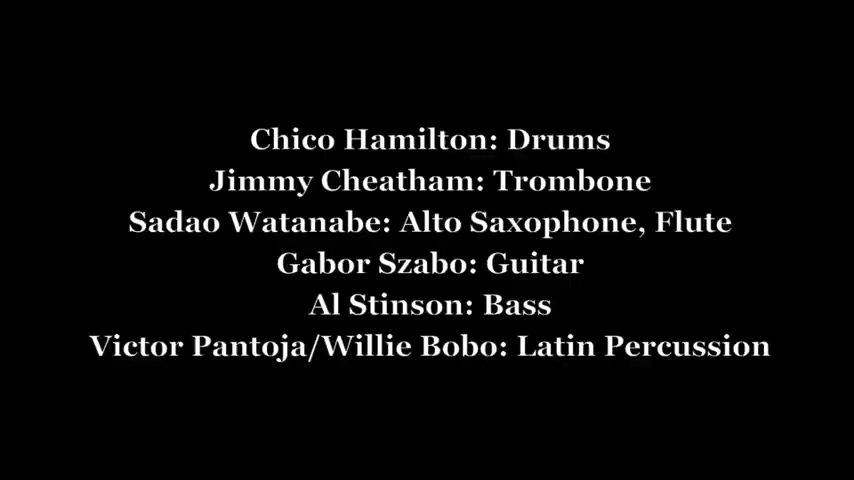 Chico Hamilton: Drums
Jimmy Cheatham: Trombone
Sadao Watanabe: Alto Saxophone, Flute
Gabor Szabo: Guitar
Al Stinson: Bass
Victor Pantoja/Willie Bobo: Latin Percussion